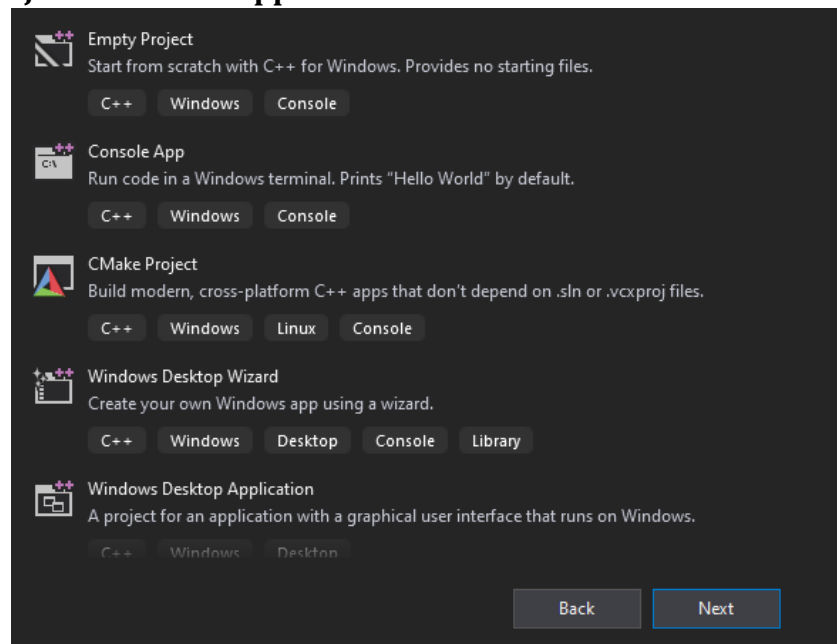 Empty Project
Start from scratch with C++ for Windows. Provides no starting files.
C++ Windows Console
Console App
Run code in a Windows terminal. Prints "Hello World" by default.
C++ Windows Console
CMake Project
Build modern, cross-platform C++ apps that don't depend on .sln or .vcxproj files.
C++ Windows Linux Console
Windows Desktop Wizard
Create your own Windows app using a wizard.
C++ Windows Desktop Console Library
Windows Desktop Application
A project for an application with a graphical user interface that runs on Windows.
C++ Windows Desktop
Back Next